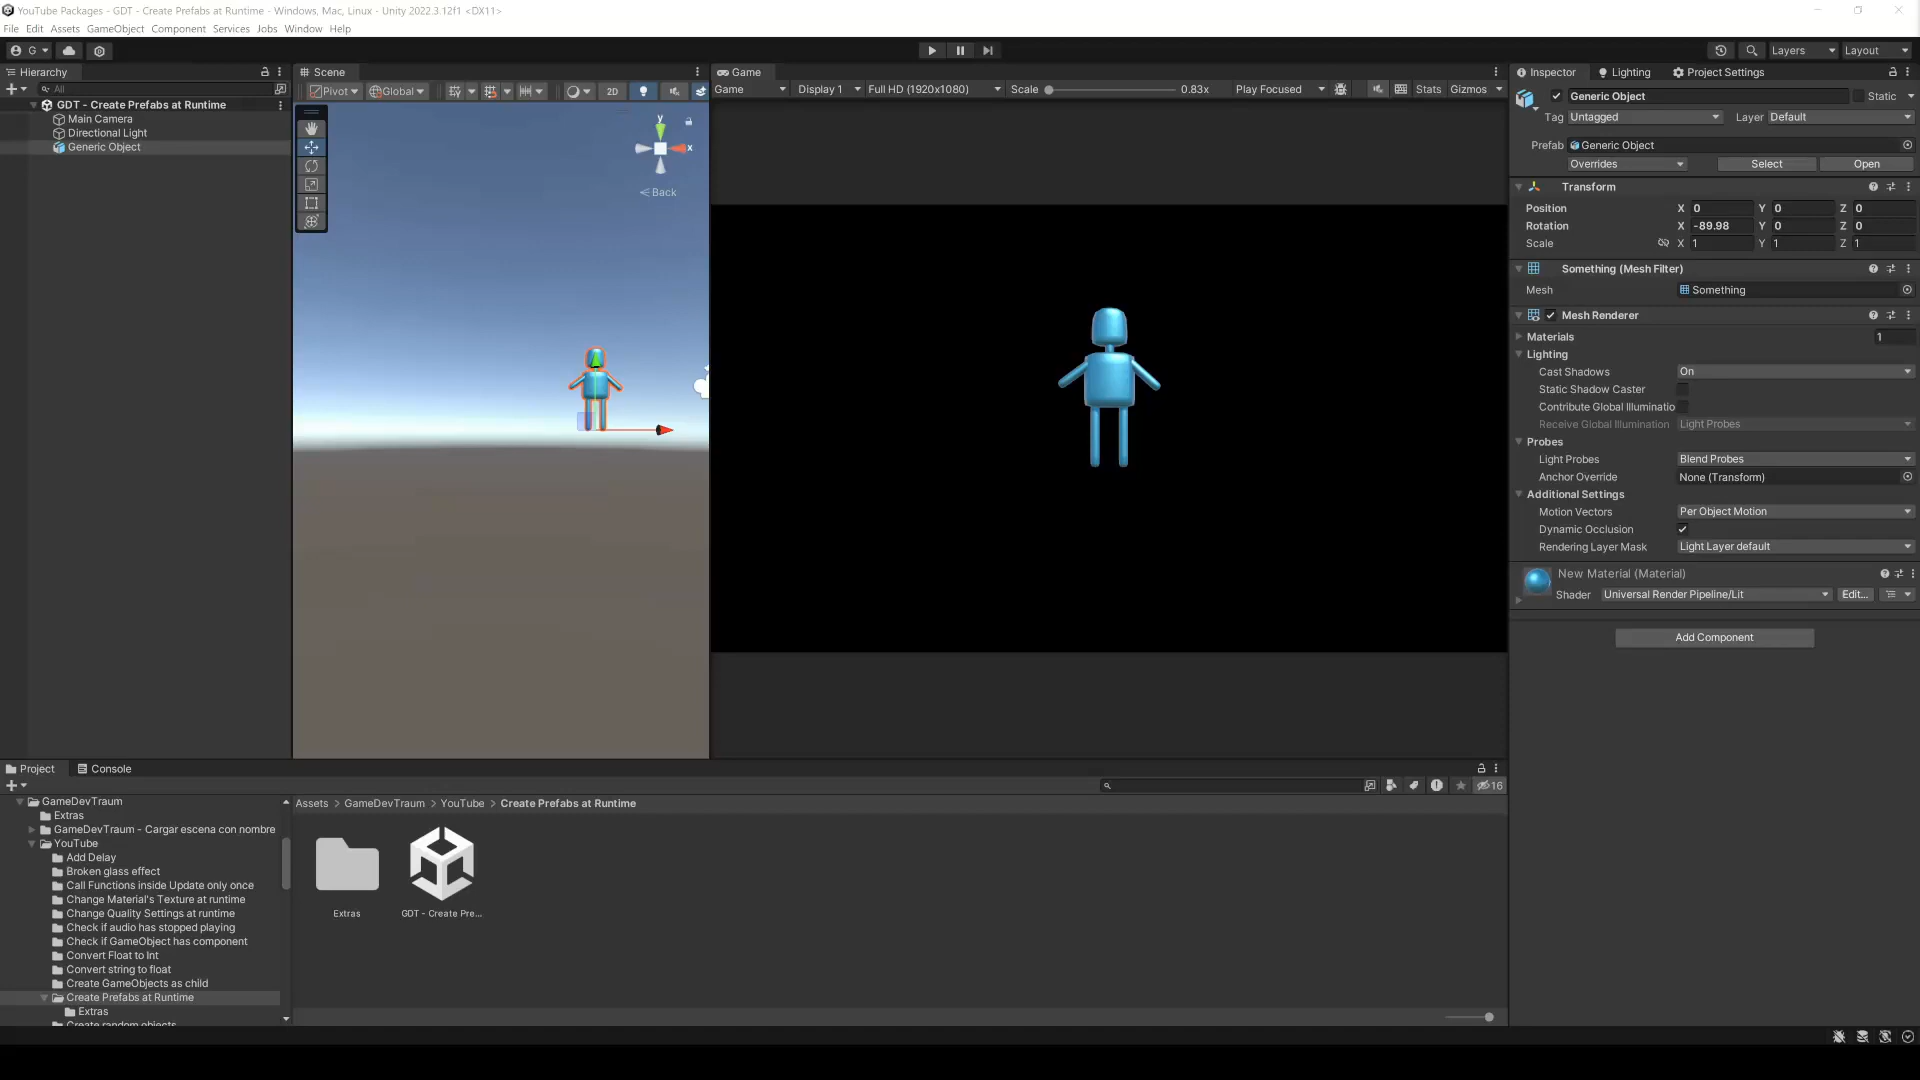 YouTube Packages - GDT - Create Prefabs at Runtime - Windows, Mac, Linux - Unity 2022.3.12f1 <DX11>
File Edit Assets GameObject Component Services Jobs Window Help
G
Layers Layout
Hierarchy
All
GDT - Create Prefabs at Runtime
Main Camera
Directional Light
Generic Object
Scene
Pivot Global 2D
y
x
Back
Game
Game Display 1 Full HD (1920x1080) Scale 0.83x Play Focused Stats Gizmos
Inspector Lighting Project Settings
Generic Object Static
Tag Untagged Layer Default
Prefab Generic Object
Overrides Select Open
Transform
Position X 0 Y 0 Z 0
Rotation X -89.98 Y 0 Z 0
Scale X 1 Y 1 Z 1
Something (Mesh Filter)
Mesh Something
Mesh Renderer
Materials 1
Lighting
Cast Shadows On
Static Shadow Caster
Contribute Global Illuminatio
Receive Global Illumination Light Probes
Probes
Light Probes Blend Probes
Anchor Override None (Transform)
Additional Settings
Motion Vectors Per Object Motion
Dynamic Occlusion
Rendering Layer Mask Light Layer default
New Material (Material)
Shader Universal Render Pipeline/Lit Edit...
Add Component
Project Console
16
GameDevTraum
Extras
GameDevTraum - Cargar escena con nombre
YouTube
Add Delay
Broken glass effect
Call Functions inside Update only once
Change Material's Texture at runtime
Change Quality Settings at runtime
Check if audio has stopped playing
Check if GameObject has component
Convert Float to Int
Convert string to float
Create GameObjects as child
Create Prefabs at Runtime
Extras
Create random objects
Assets > GameDevTraum > YouTube > Create Prefabs at Runtime
Extras
GDT - Create Pre...